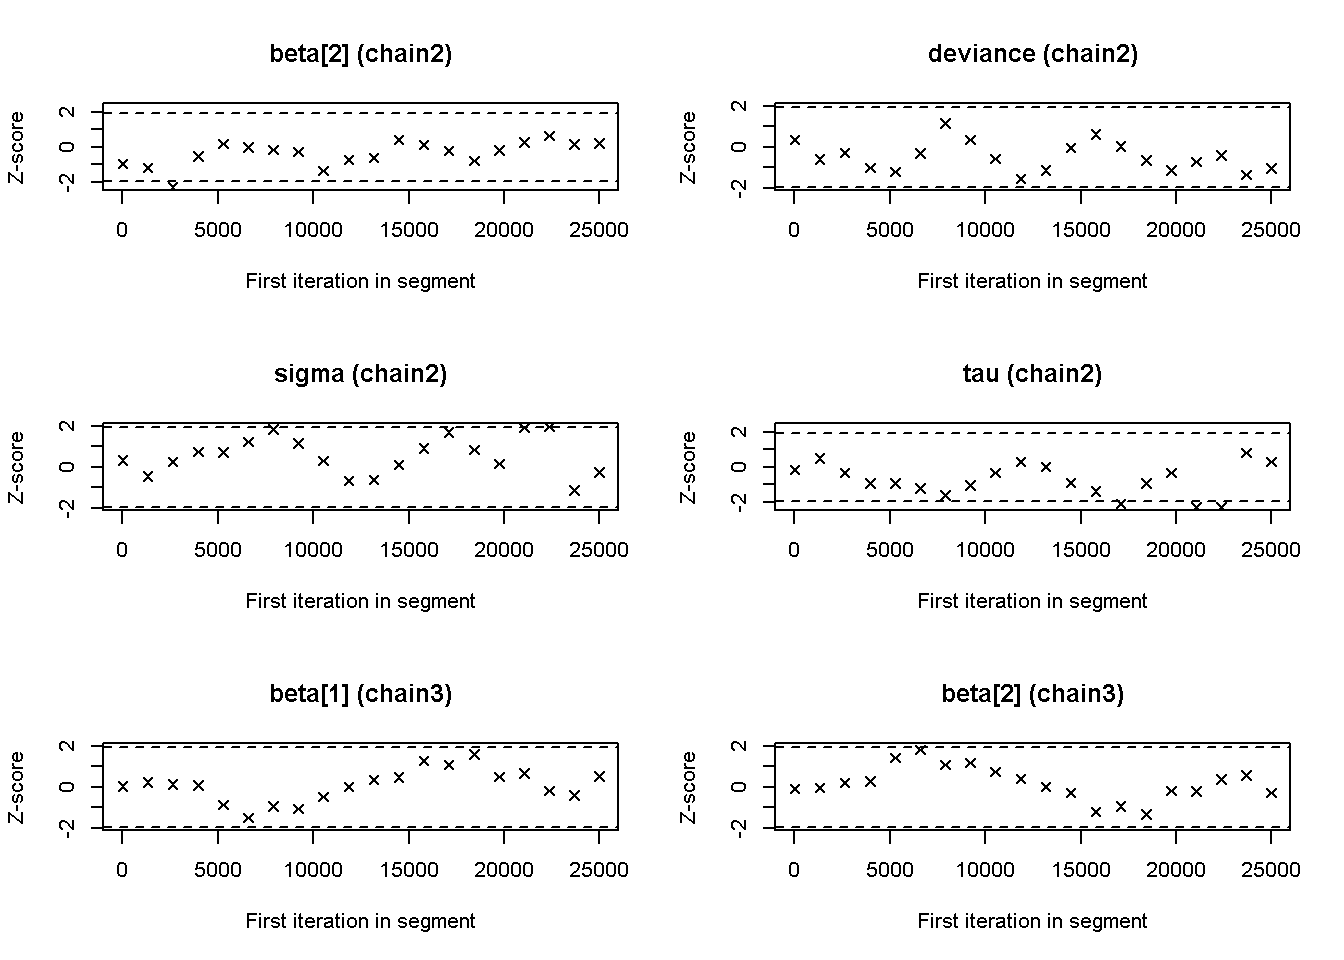 beta[2] (chain2)
Z-score
2
0
-2
0 5000 10000 15000 20000 25000
First iteration in segment
deviance (chain2)
Z-score
2
0
-2
0 5000 10000 15000 20000 25000
First iteration in segment
sigma (chain2)
Z-score
2
0
-2
0 5000 10000 15000 20000 25000
First iteration in segment
tau (chain2)
Z-score
2
0
-2
0 5000 10000 15000 20000 25000
First iteration in segment
beta[1] (chain3)
Z-score
2
0
-2
0 5000 10000 15000 20000 25000
First iteration in segment
beta[2] (chain3)
Z-score
2
0
-2
0 5000 10000 15000 20000 25000
First iteration in segment